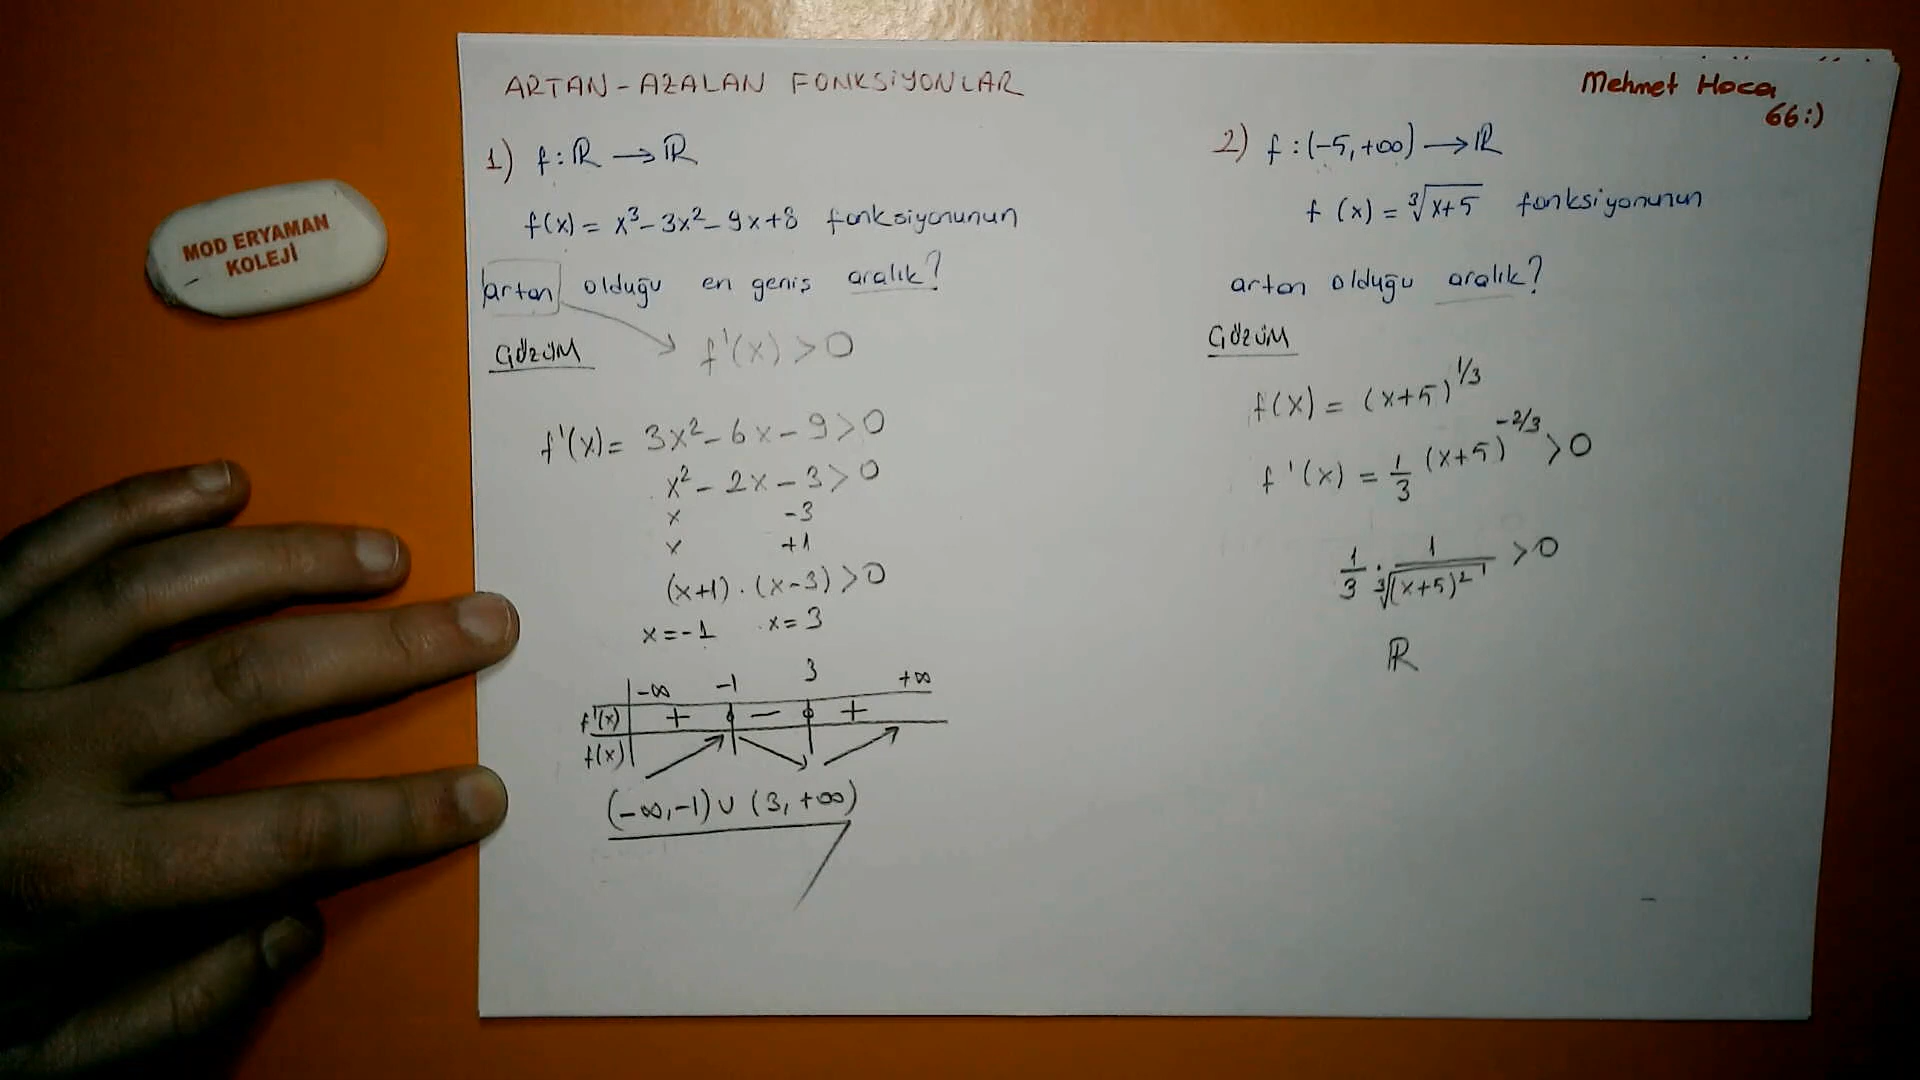 ARTAN-AZALAN FONKSİYONLAR
Mehmet Hoca
66:)
1) f: ℝ → ℝ
f(x) = x³ - 3x² - 9x + 8 fonksiyonunun
artan olduğu en geniş aralık?
ÇÖZÜM
f'(x) > 0
f'(x) = 3x² - 6x - 9 > 0
x² - 2x - 3 > 0
x -3
x +1
(x+1) . (x-3) > 0
x = -1 x = 3
-∞ -1 3 +∞
f'(x) + - +
f(x)
(-∞, -1) ∪ (3, +∞)
2) f : (-5, +∞) → ℝ
f (x) = ∛(x+5) fonksiyonunun
artan olduğu aralık?
ÇÖZÜM
f(x) = (x+5)^1/3
f'(x) = 1/3 (x+5)^-2/3 > 0
1/3 . 1/∛(x+5)² > 0
ℝ
MOD ERYAMAN
KOLEJİ